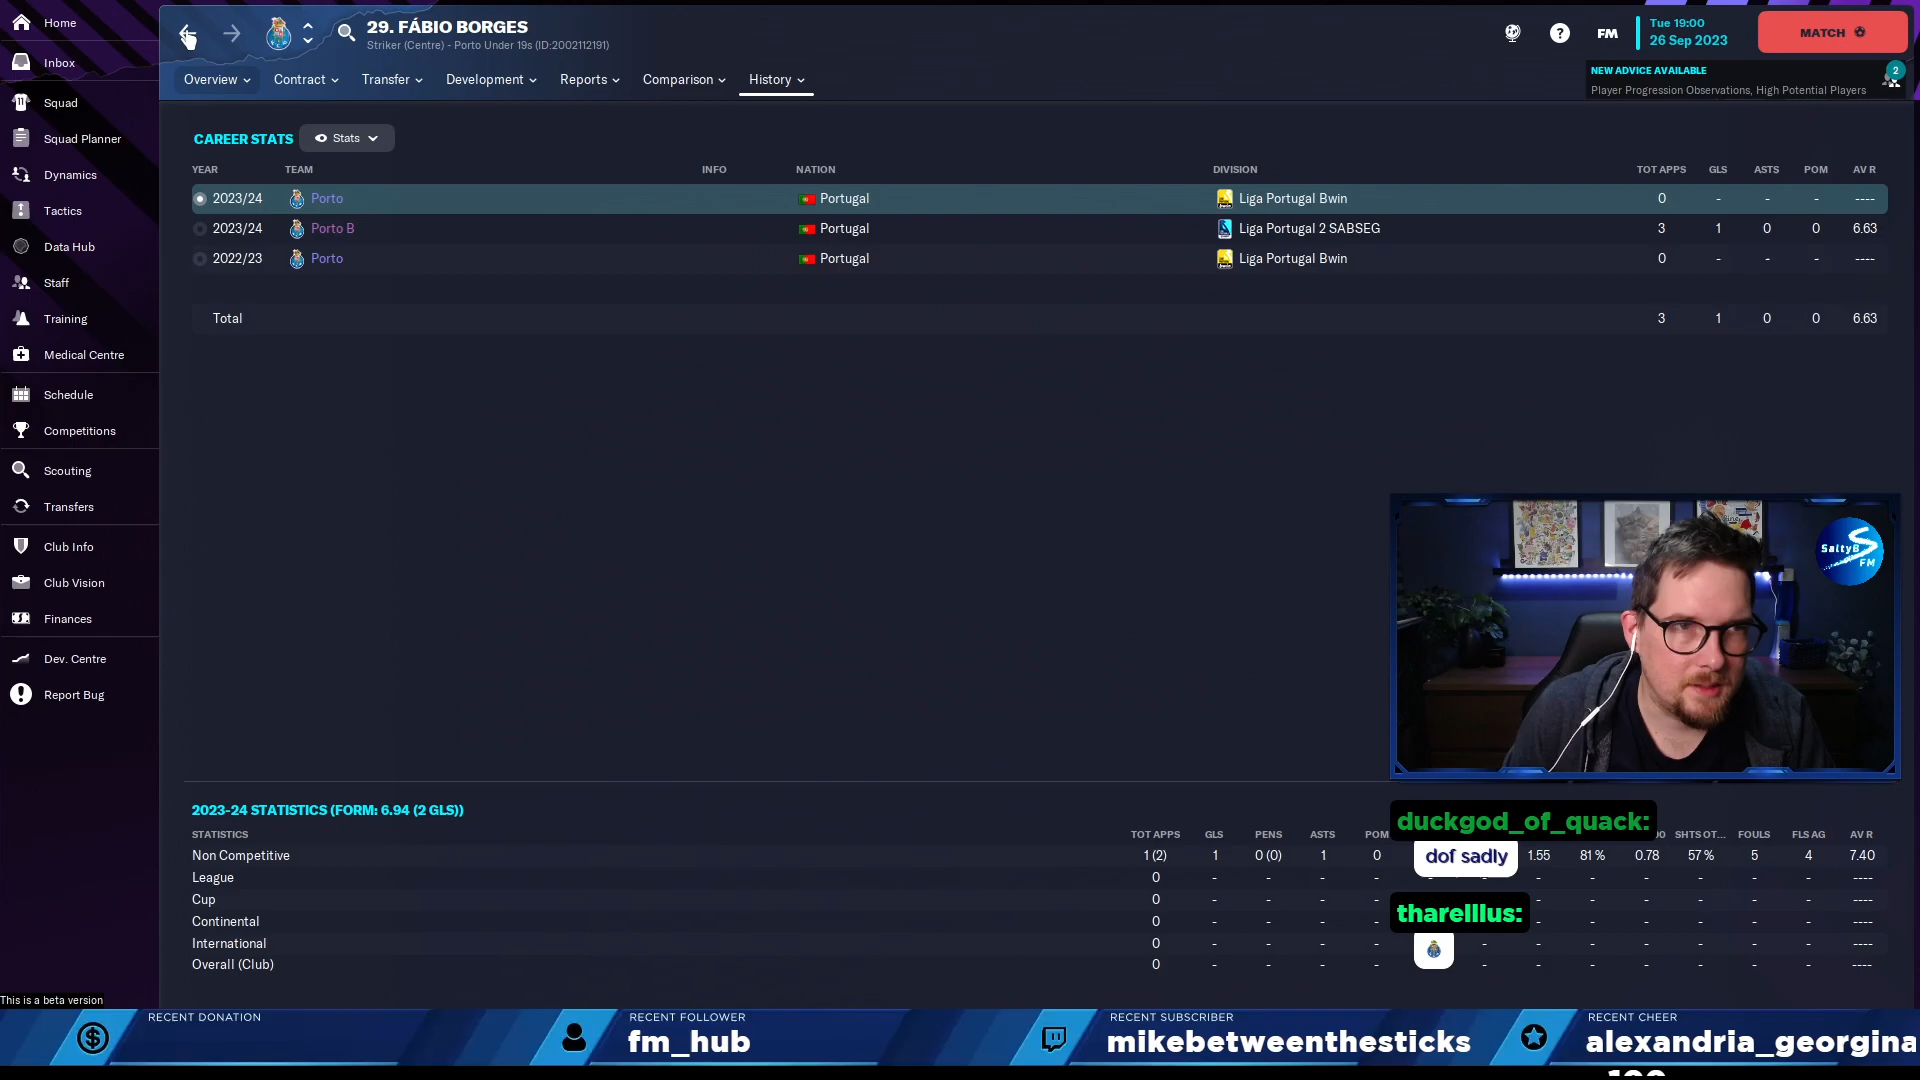 Home
Inbox
Squad
Squad Planner
Dynamics
Tactics
Data Hub
Staff
Training
Medical Centre
Schedule
Competitions
Scouting
Transfers
Club Info
Club Vision
Finances
Dev. Centre
Report Bug
This is a beta version
29. FÁBIO BORGES
Striker (Centre) - Porto Under 19s (ID:2002112191)
FM
Tue 19:00
26 Sep 2023
MATCH
Overview Contract Transfer Development Reports Comparison History
NEW ADVICE AVAILABLE
Player Progression Observations, High Potential Players
2
CAREER STATS Stats
YEAR TEAM INFO NATION DIVISION TOT APPS GLS ASTS POM AV R
2023/24 Porto Portugal Liga Portugal Bwin 0 - - - ----
2023/24 Porto B Portugal Liga Portugal 2 SABSEG 3 1 0 0 6.63
2022/23 Porto Portugal Liga Portugal Bwin 0 - - - ----
Total 3 1 0 0 6.63
SaltyB
FM
2023-24 STATISTICS (FORM: 6.94 (2 GLS))
STATISTICS TOT APPS GLS PENS ASTS POM SHTS OT... FOULS FLS AG AV R
Non Competitive 1 (2) 1 0 (0) 1 0 1.55 81 % 0.78 57 % 5 4 7.40
League 0 - - - - - - - - - - - ----
Cup 0 - - - - - - - - - ----
Continental 0 - - - - - - - - - ----
International 0 - - - - - - - - - - ----
Overall (Club) 0 - - - - - - - - - - ----
duckgod_of_quack:
dof sadly
tharelllus:
RECENT DONATION
RECENT FOLLOWER
fm_hub
RECENT SUBSCRIBER
mikebetweenthesticks
RECENT CHEER
alexandria_georgina